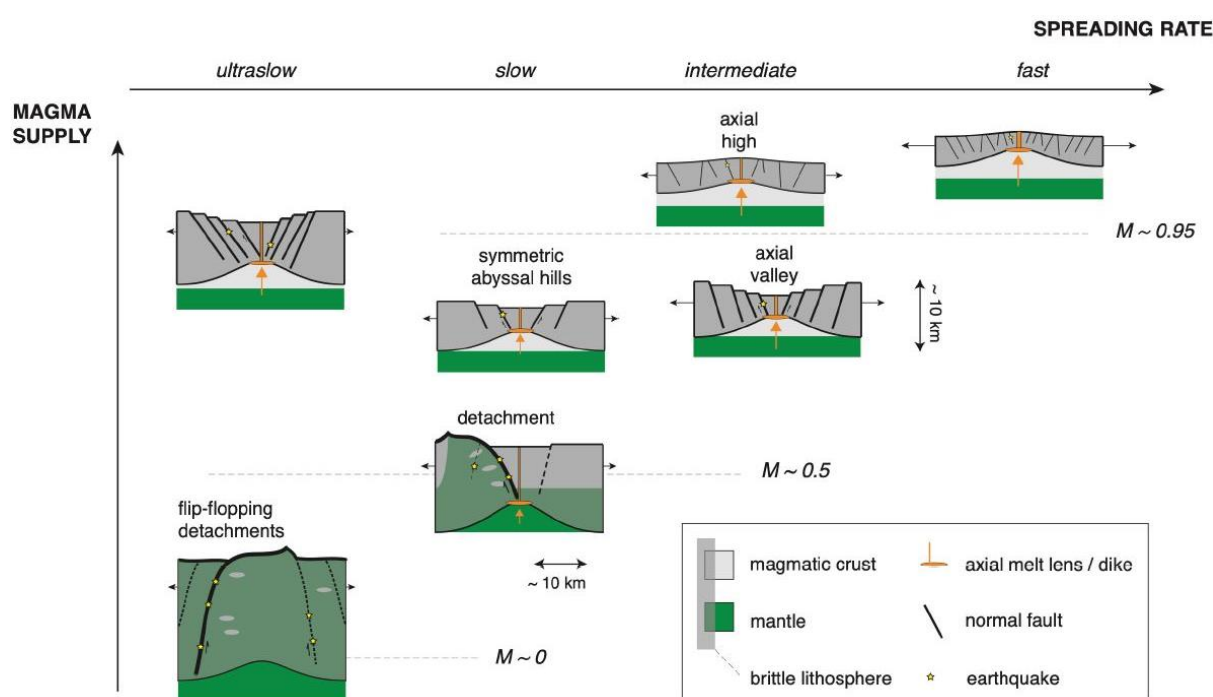 SPREADING RATE
ultraslow
slow
intermediate
fast
MAGMA
SUPPLY
axial
high
M ~ 0.95
symmetric
abyssal hills
axial
valley
~ 10 km
detachment
M ~ 0.5
flip-flopping
detachments
~ 10 km
magmatic crust
axial melt lens / dike
mantle
normal fault
M ~ 0
brittle lithosphere
earthquake